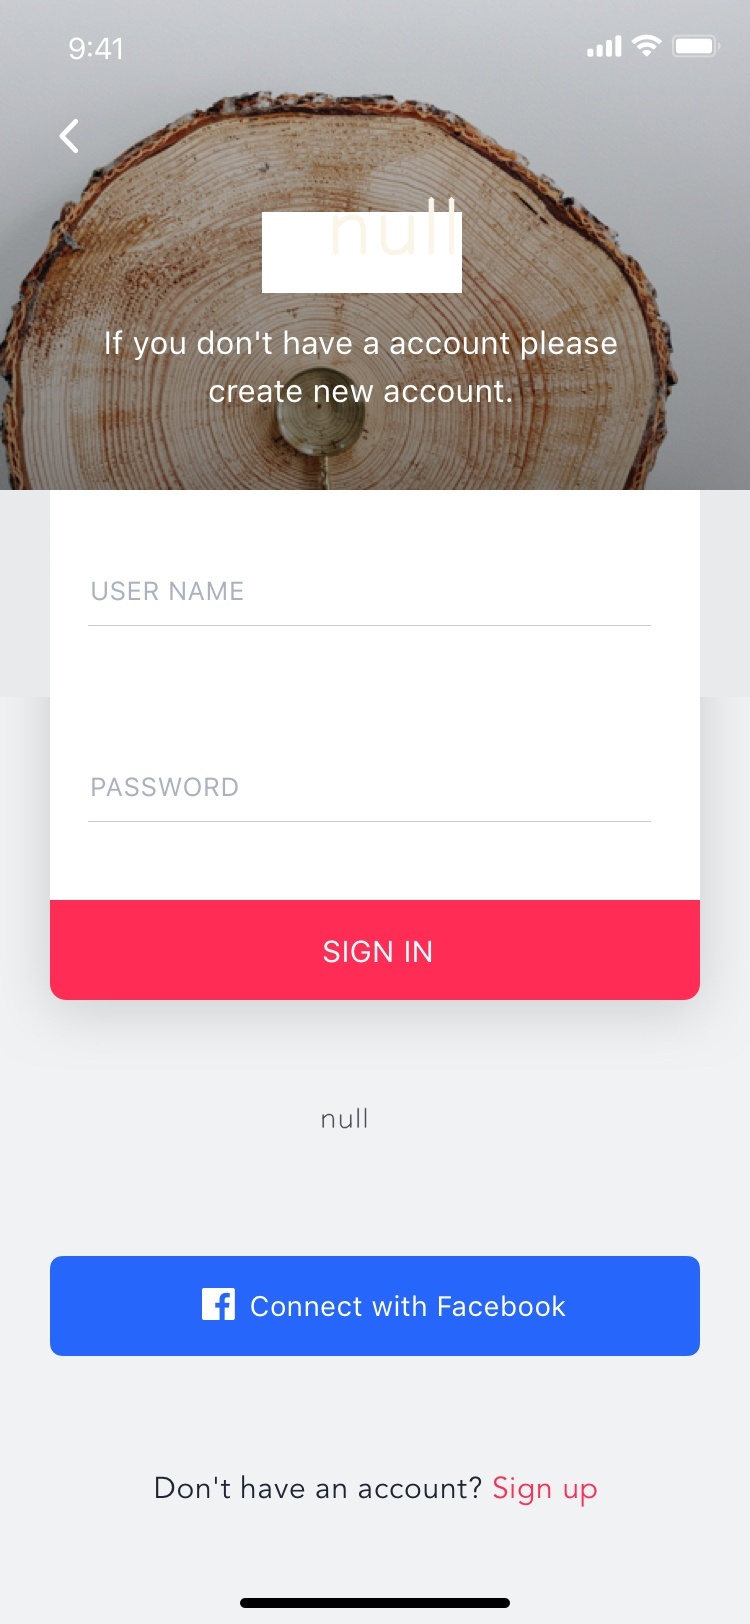 9:41
null
If you don't have a account please
create new account.
USER NAME
PASSWORD
SIGN IN
null
Connect with Facebook
Don't have an account? Sign up